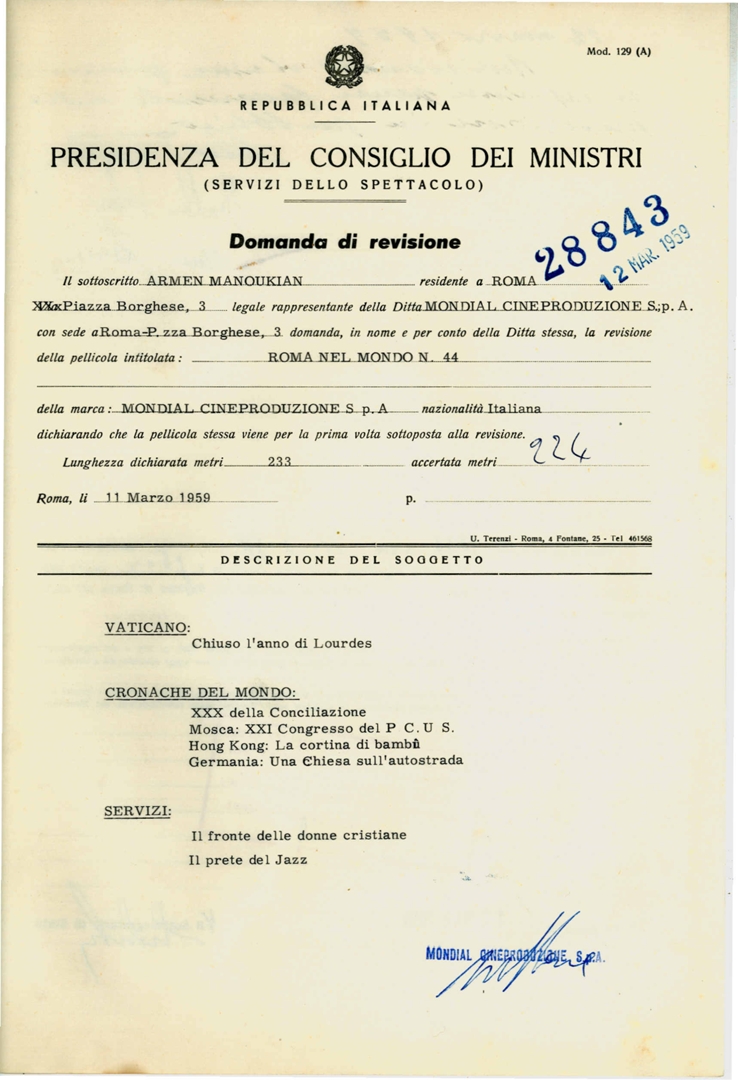 Mod. 129 (A)
REPUBBLICA ITALIANA
PRESIDENZA DEL CONSIGLIO DEI MINISTRI
(SERVIZI DELLO SPETTACOLO)
28843
12 MAR. 1959
Domanda di revisione
Il sottoscritto ARMEN MANOUKIAN residente a ROMA
XXxPiazza Borghese, 3 legale rappresentante della Ditta MONDIAL CINEPRODUZIONE S.p. A.
con sede a Roma-P. zza Borghese, 3 domanda, in nome e per conto della Ditta stessa, la revisione
della pellicola intitolata: ROMA NEL MONDO N. 44
della marca: MONDIAL CINEPRODUZIONE S p. A nazionalità Italiana
dichiarando che la pellicola stessa viene per la prima volta sottoposta alla revisione.
Lunghezza dichiarata metri 233 accertata metri 224
Roma, li 11 Marzo 1959 p.
U. Terenzi - Roma, 4 Fontane, 25 - Tel 461568
DESCRIZIONE DEL SOGGETTO
VATICANO:
Chiuso l'anno di Lourdes
CRONACHE DEL MONDO:
XXX della Conciliazione
Mosca: XXI Congresso del P C. U S.
Hong Kong: La cortina di bambù
Germania: Una Chiesa sull'autostrada
SERVIZI:
Il fronte delle donne cristiane
Il prete del Jazz
MONDIAL CINEPRODUZIONE S.p.A.